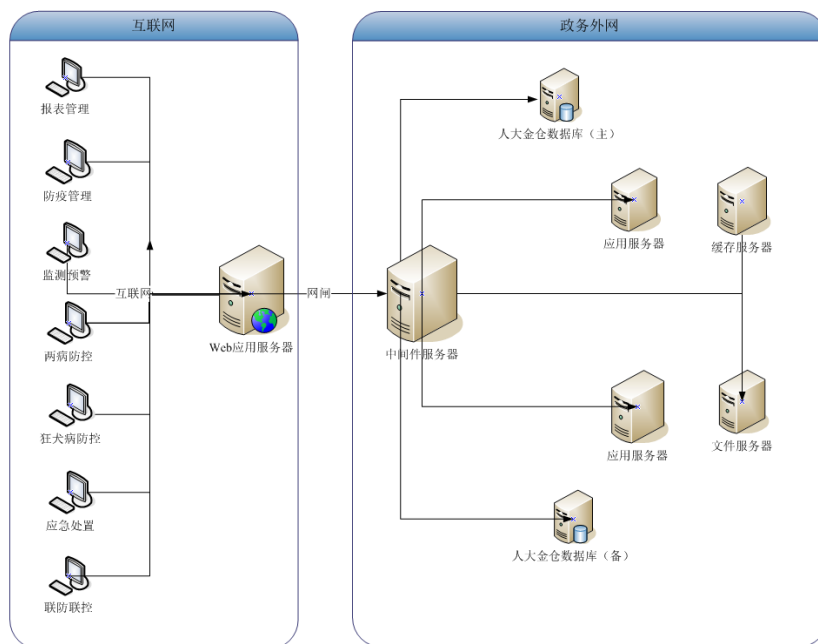 互联网
报表管理
防疫管理
监测预警
两病防控
狂犬病防控
应急处置
联防联控
互联网
Web应用服务器
网闸
政务外网
人大金仓数据库（主）
应用服务器
缓存服务器
中间件服务器
应用服务器
文件服务器
人大金仓数据库（备）